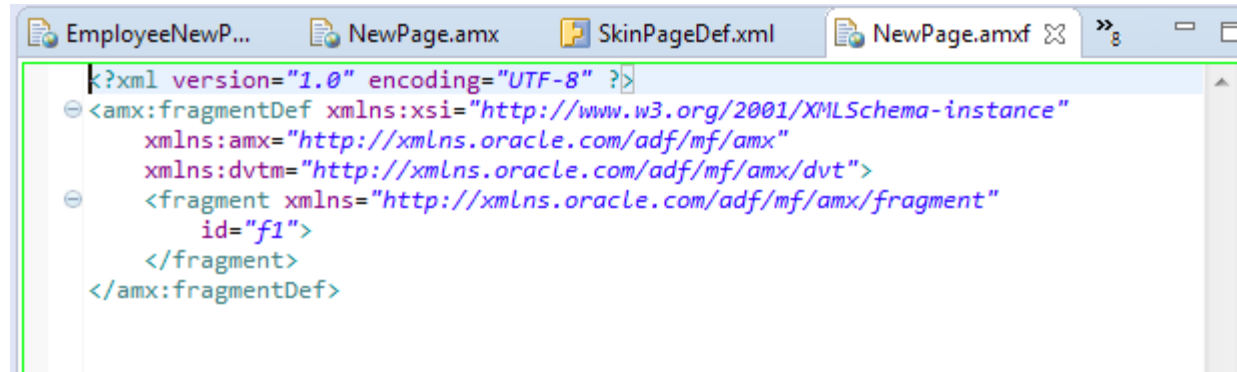 EmployeeNewP... NewPage.amx SkinPageDef.xml NewPage.amxf »8
<?xml version="1.0" encoding="UTF-8" ?>
<amx:fragmentDef xmlns:xsi="http://www.w3.org/2001/XMLSchema-instance"
xmlns:amx="http://xmlns.oracle.com/adf/mf/amx"
xmlns:dvtm="http://xmlns.oracle.com/adf/mf/amx/dvt">
<fragment xmlns="http://xmlns.oracle.com/adf/mf/amx/fragment"
id="f1">
</fragment>
</amx:fragmentDef>